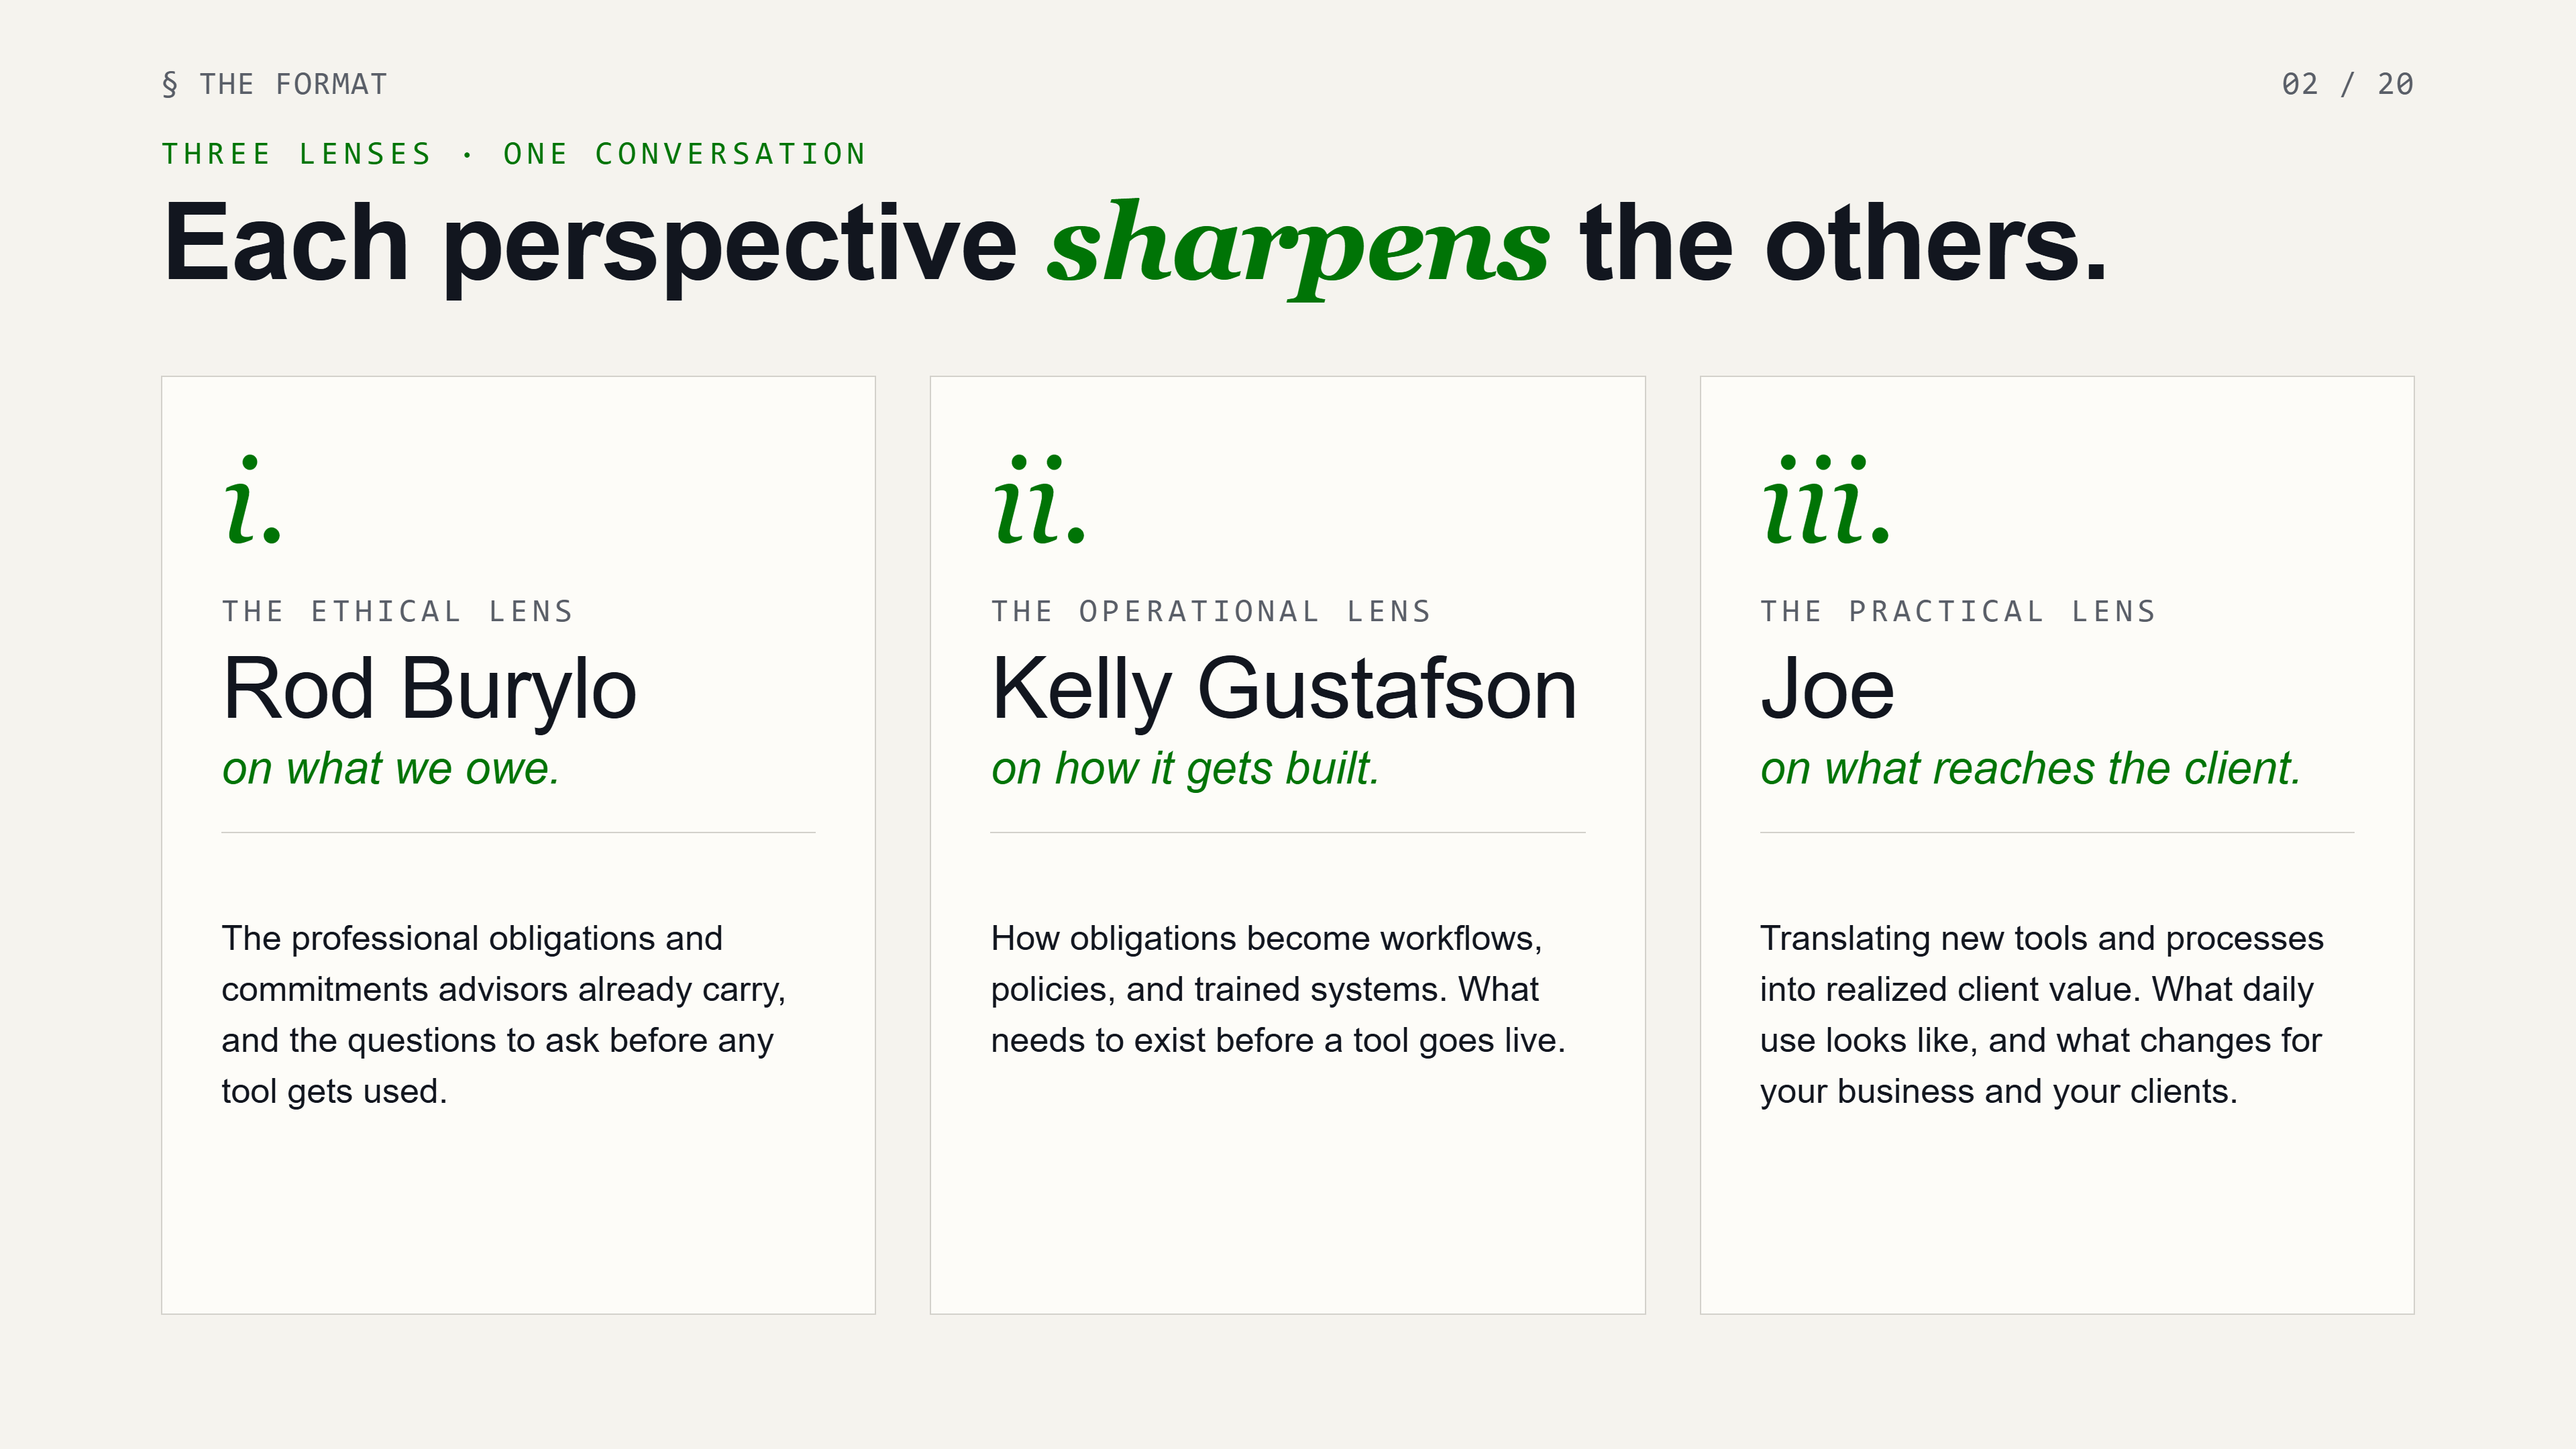 § THE FORMAT
02 / 20
THREE LENSES · ONE CONVERSATION
Each perspective sharpens the others.
i.
THE ETHICAL LENS
Rod Burylo
on what we owe.
The professional obligations and
commitments advisors already carry,
and the questions to ask before any
tool gets used.
ii.
THE OPERATIONAL LENS
Kelly Gustafson
on how it gets built.
How obligations become workflows,
policies, and trained systems. What
needs to exist before a tool goes live.
iii.
THE PRACTICAL LENS
Joe
on what reaches the client.
Translating new tools and processes
into realized client value. What daily
use looks like, and what changes for
your business and your clients.